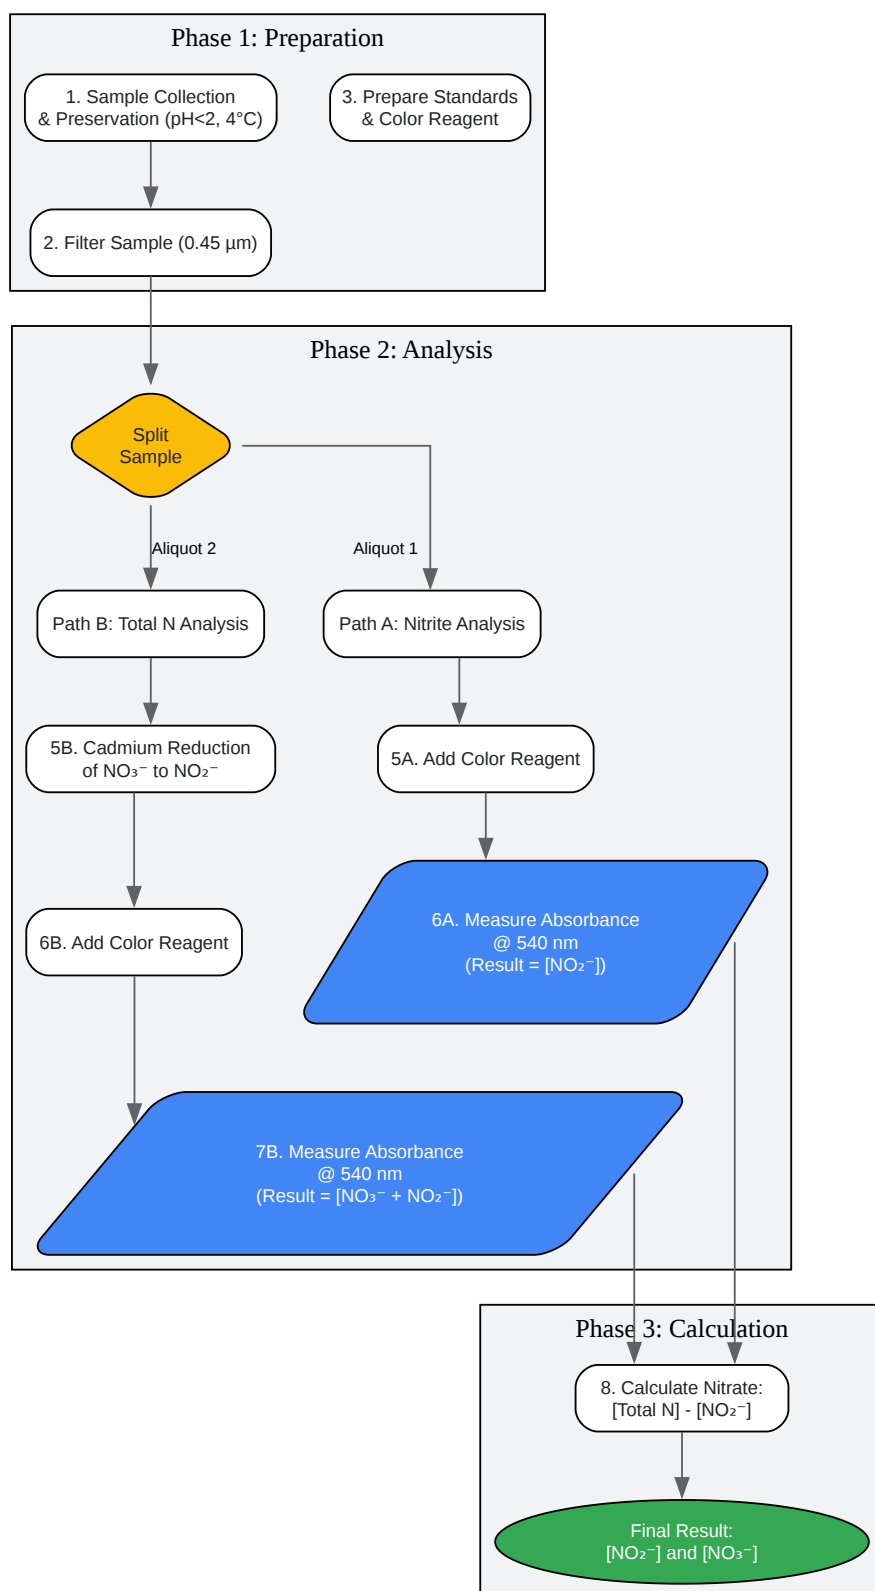 Phase 1: Preparation
1. Sample Collection
& Preservation (pH<2, 4°C)
3. Prepare Standards
& Color Reagent
2. Filter Sample (0.45 µm)
Phase 2: Analysis
Split
Sample
Aliquot 2
Aliquot 1
Path B: Total N Analysis
Path A: Nitrite Analysis
5B. Cadmium Reduction
of NO₃⁻ to NO₂⁻
5A. Add Color Reagent
6B. Add Color Reagent
6A. Measure Absorbance
@ 540 nm
(Result = [NO₂⁻])
7B. Measure Absorbance
@ 540 nm
(Result = [NO₃⁻ + NO₂⁻])
Phase 3: Calculation
8. Calculate Nitrate:
[Total N] - [NO₂⁻]
Final Result:
[NO₂⁻] and [NO₃⁻]